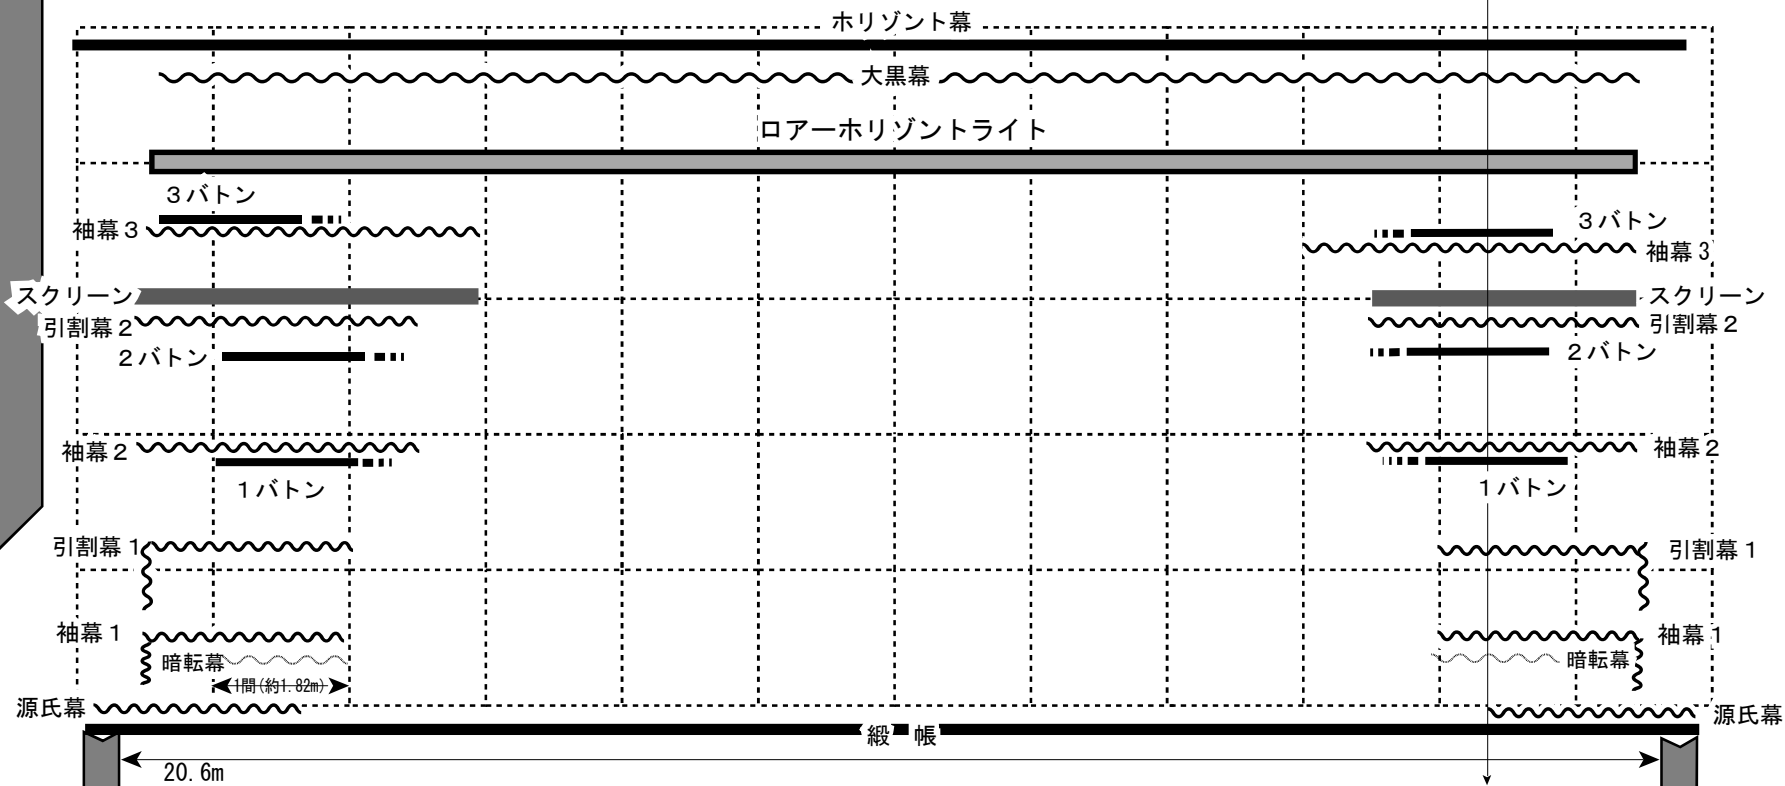 ホリゾント幕
大黒幕
ロアーホリゾントライト
3バトン
袖幕3
3バトン
袖幕3
スクリーン
スクリーン
引割幕2
引割幕2
2バトン
2バトン
袖幕2
袖幕2
1バトン
1バトン
引割幕1
引割幕1
袖幕1
袖幕1
暗転幕
暗転幕
1間(約1.82m)
源氏幕
源氏幕
緞 帳
20.6m